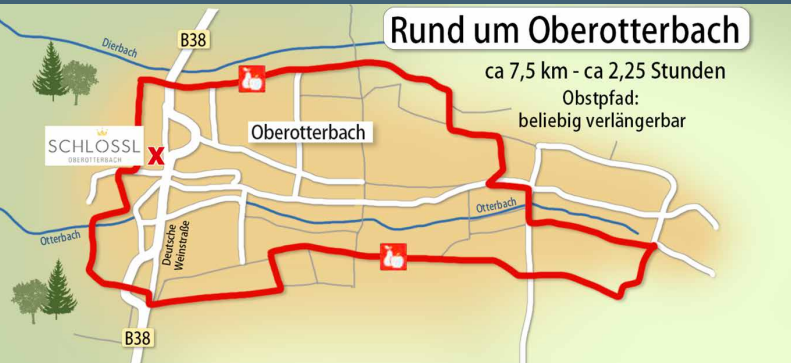 Rund um Oberotterbach
ca 7,5 km - ca 2,25 Stunden
Obstpfad:
beliebig verlängerbar
B38
Dierbach
SCHLÖSSL
OBEROTTERBACH
X
Oberotterbach
Otterbach
Otterbach
Deutsche
Weinstraße
B38